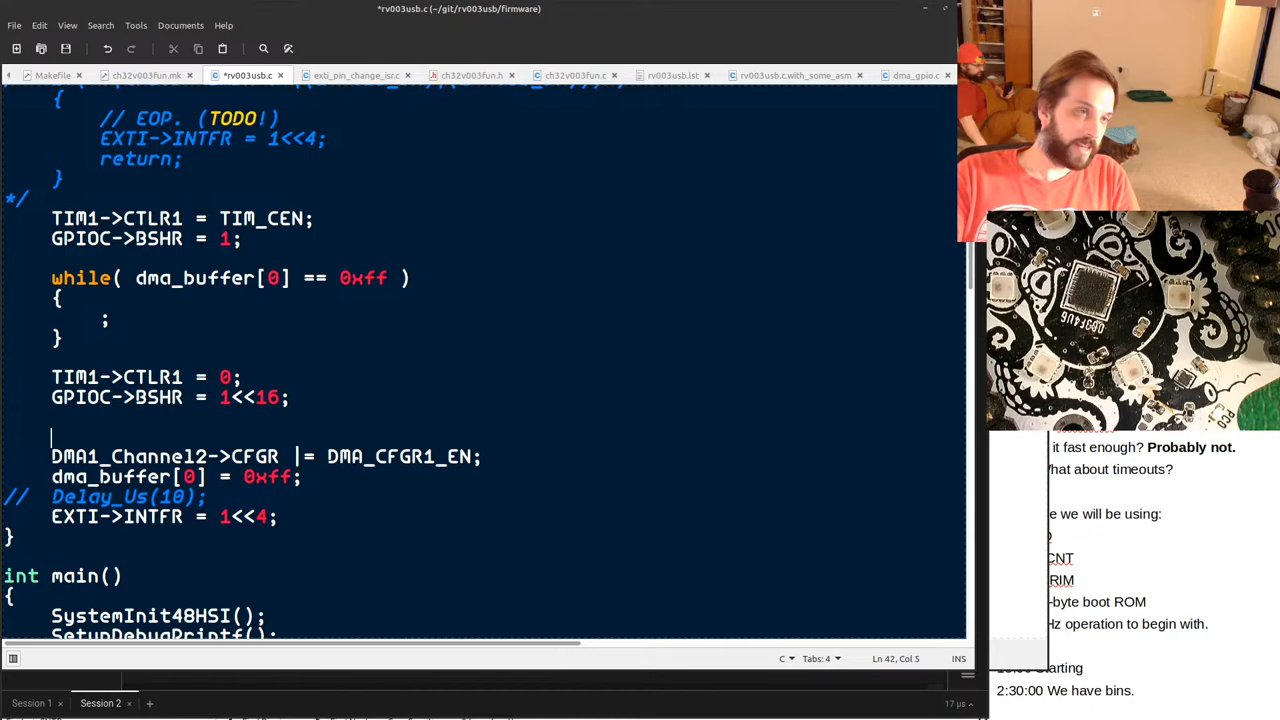 *rv003usb.c (~/git/rv003usb/firmware)
File Edit View Search Tools Documents Help
Makefile × ch32v003fun.mk × *rv003usb.c × exti_pin_change_isr.c × ch32v003fun.h × ch32v003fun.c × rv003usb.lst × rv003usb.c.with_some_asm × dma_gpio.c
{
// EOP. (TODO!)
EXTI->INTFR = 1<<4;
return;
}
*/
TIM1->CTLR1 = TIM_CEN;
GPIOC->BSHR = 1;
while( dma_buffer[0] == 0xff )
{
;
}
TIM1->CTLR1 = 0;
GPIOC->BSHR = 1<<16;
DMA1_Channel2->CFGR |= DMA_CFGR1_EN;
dma_buffer[0] = 0xff;
// Delay_Us(10);
EXTI->INTFR = 1<<4;
}
int main()
{
SystemInit48HSI();
SetupDebugPrintf();
C Tabs: 4 Ln 42, Col 5 INS
Session 1 × Session 2 × + 17 µs
it fast enough? Probably not.
hat about timeouts?
e we will be using:
CNT
RIM
-byte boot ROM
Hz operation to begin with.
Starting
2:30:00 We have bins.